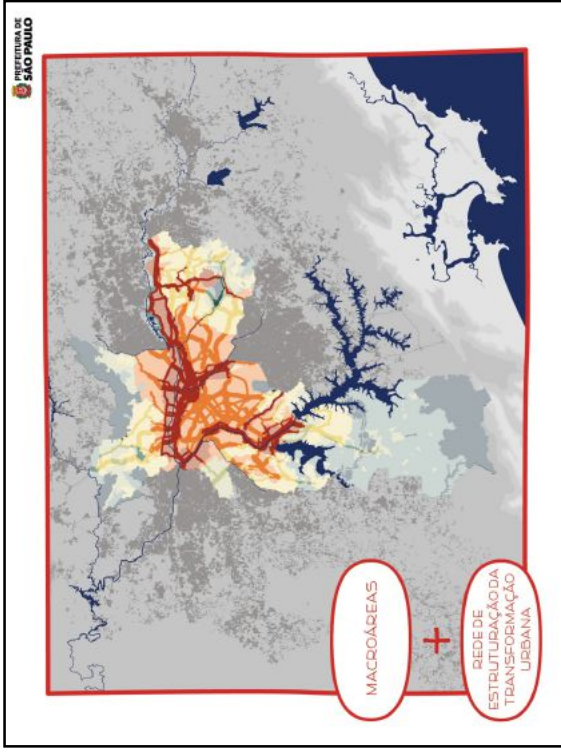 PREFEITURA DE
SÃO PAULO
MACROÁREAS
+
REDE DE
ESTRUTURAÇÃO DA
TRANSFORMAÇÃO
URBANA